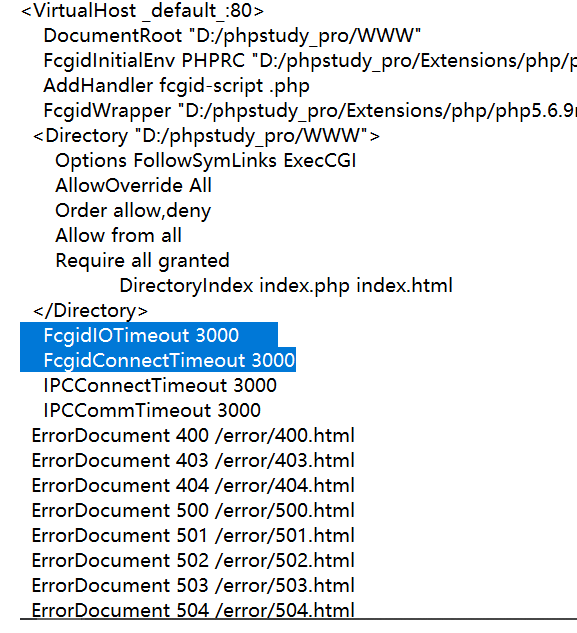 <VirtualHost _default_:80>
DocumentRoot "D:/phpstudy_pro/WWW"
FcgidInitialEnv PHPRC "D:/phpstudy_pro/Extensions/php/p
AddHandler fcgid-script .php
FcgidWrapper "D:/phpstudy_pro/Extensions/php/php5.6.9n
<Directory "D:/phpstudy_pro/WWW">
Options FollowSymLinks ExecCGI
AllowOverride All
Order allow,deny
Allow from all
Require all granted
DirectoryIndex index.php index.html
</Directory>
FcgidIOTimeout 3000
FcgidConnectTimeout 3000
IPCConnectTimeout 3000
IPCCommTimeout 3000
ErrorDocument 400 /error/400.html
ErrorDocument 403 /error/403.html
ErrorDocument 404 /error/404.html
ErrorDocument 500 /error/500.html
ErrorDocument 501 /error/501.html
ErrorDocument 502 /error/502.html
ErrorDocument 503 /error/503.html
ErrorDocument 504 /error/504.html